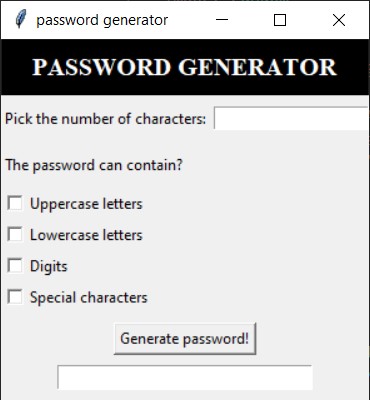 password generator
PASSWORD GENERATOR
Pick the number of characters:
The password can contain?
Uppercase letters
Lowercase letters
Digits
Special characters
Generate password!